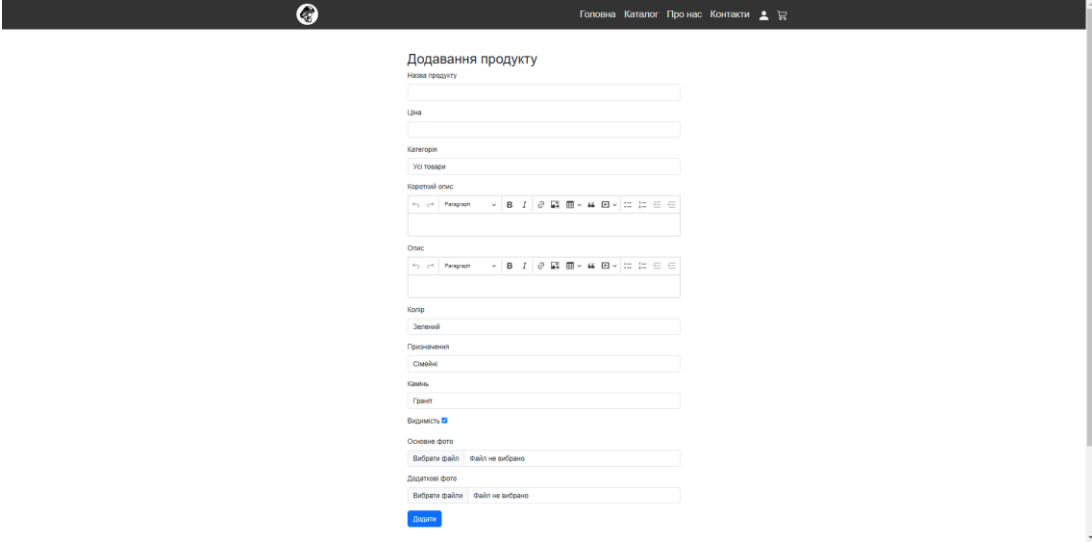 Головна Каталог Про нас Контакти
Додавання продукту
Назва продукту
Ціна
Категорія
Усі товари
Короткий опис
Paragraph B I
Опис
Paragraph B I
Колір
Зелений
Призначення
Сімейні
Камінь
Граніт
Видимість
Основне фото
Вибрати файл Файл не вибрано
Додаткові фото
Вибрати файли Файл не вибрано
Додати